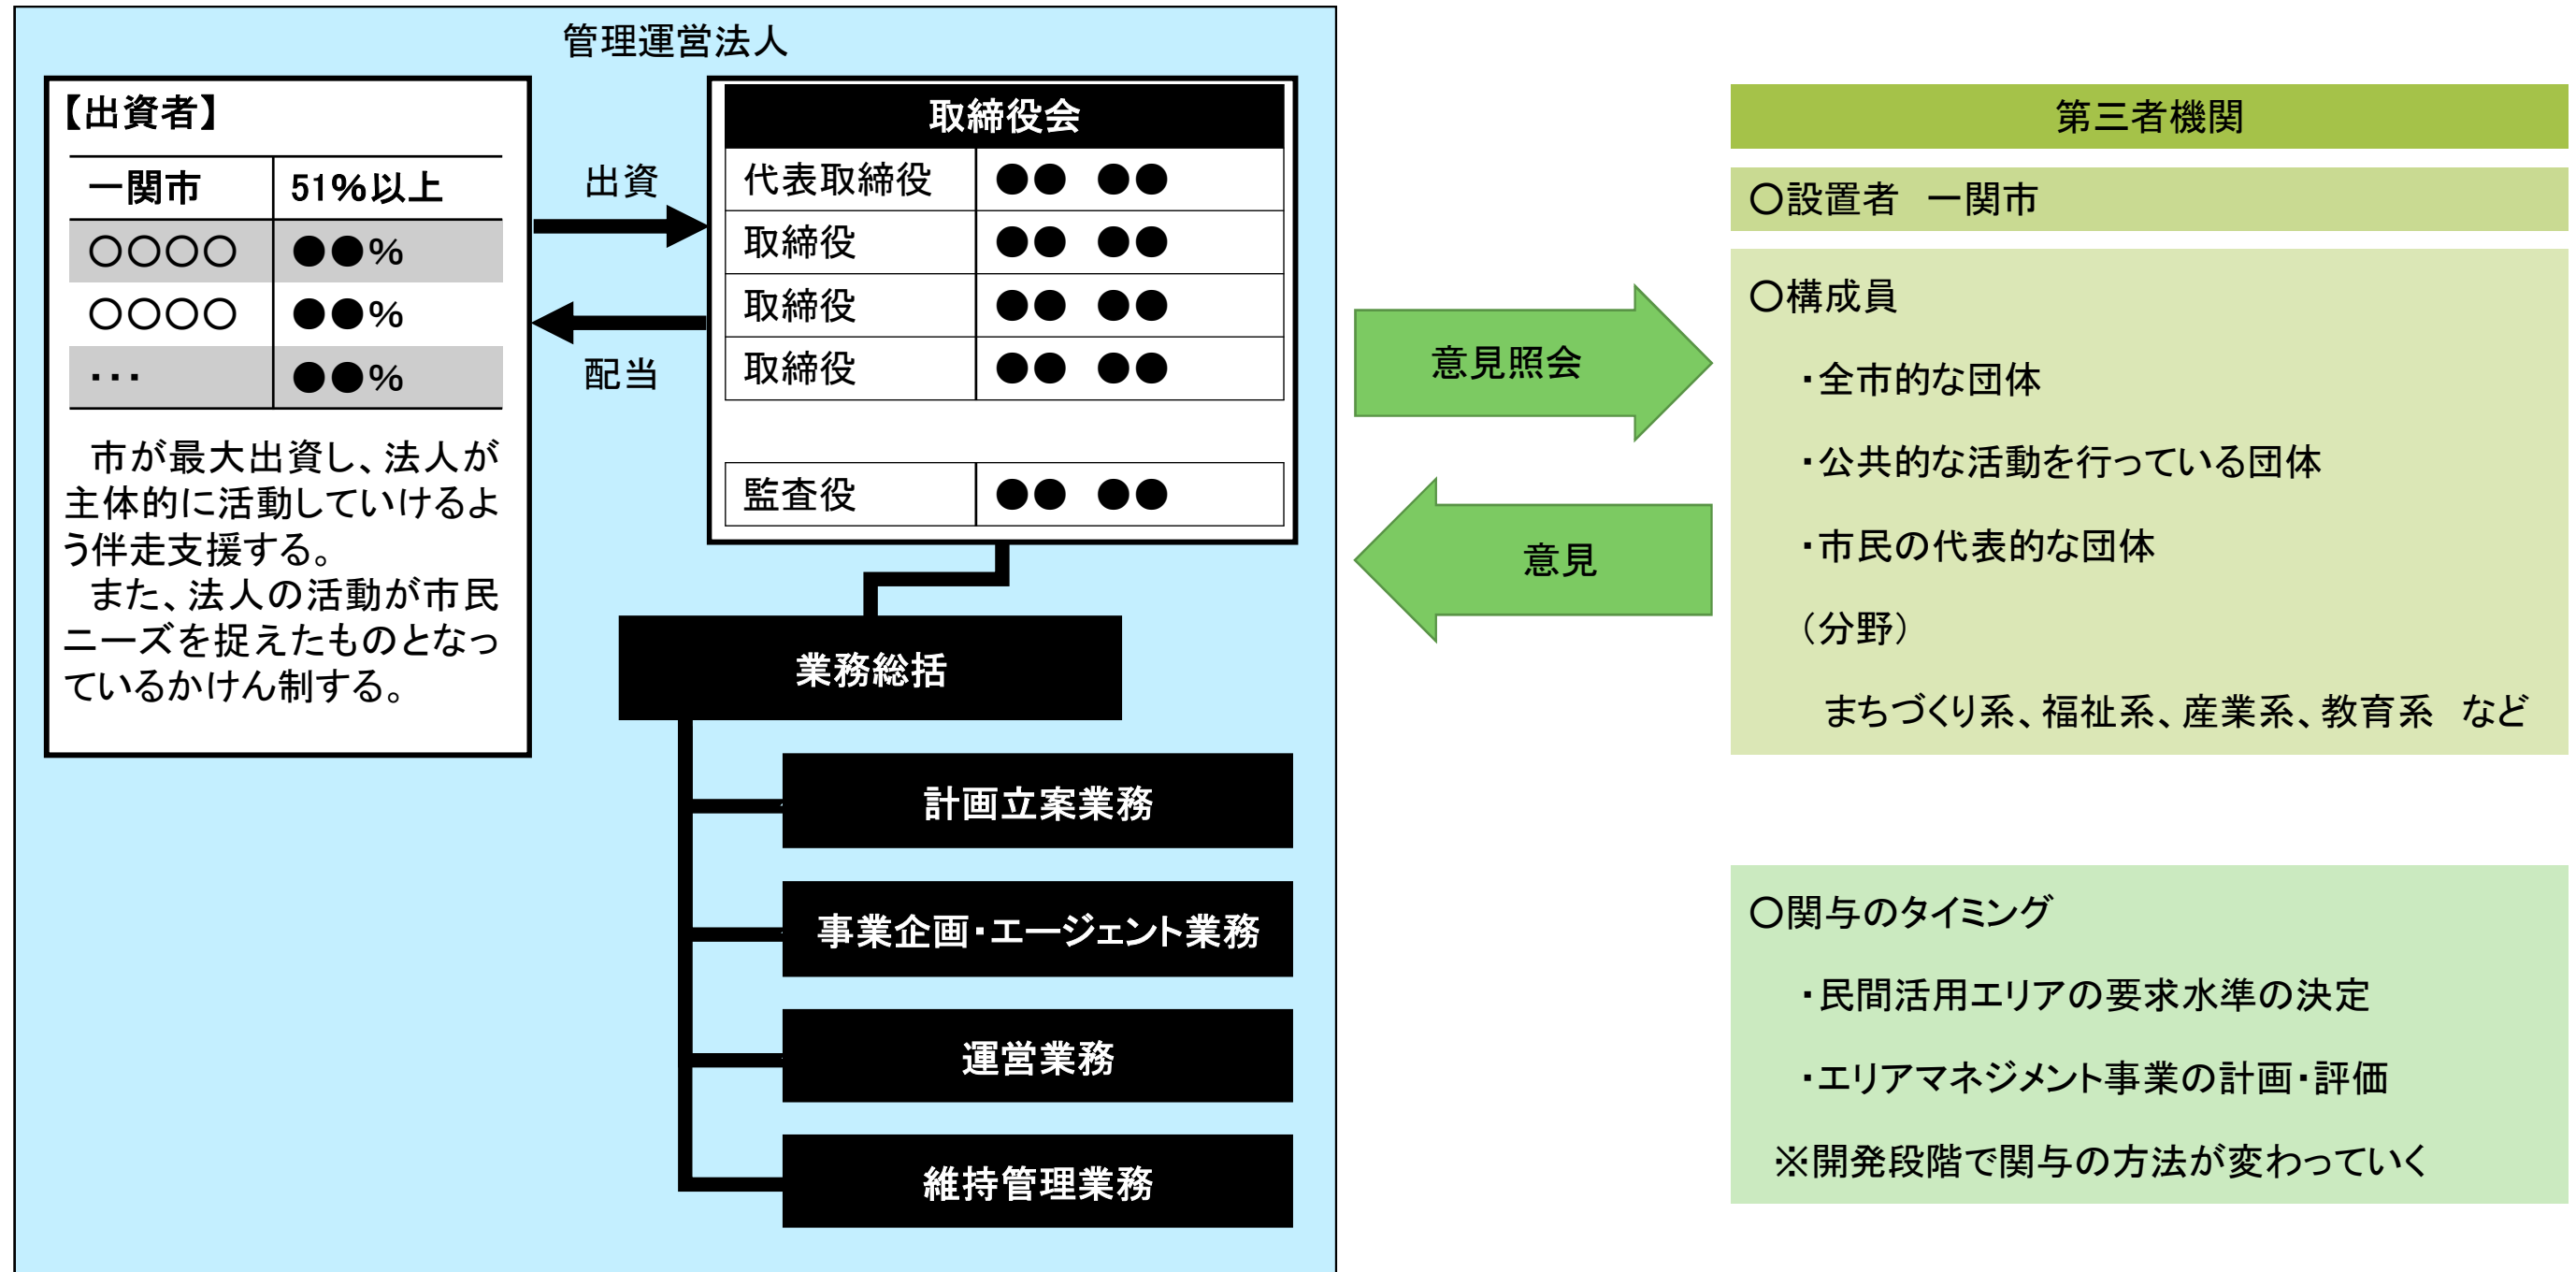 管理運営法人
【出資者】
一関市 51%以上
○○○○ ●●%
○○○○ ●●%
・・・ ●●%
　市が最大出資し、法人が
主体的に活動していけるよ
う伴走支援する。
　また、法人の活動が市民
ニーズを捉えたものとなっ
ているかけん制する。
出資
配当
取締役会
代表取締役 ●●　●●
取締役 ●●　●●
取締役 ●●　●●
取締役 ●●　●●
監査役 ●●　●●
業務総括
計画立案業務
事業企画・エージェント業務
運営業務
維持管理業務
意見照会
意見
第三者機関
○設置者　一関市
○構成員
・全市的な団体
・公共的な活動を行っている団体
・市民の代表的な団体
（分野）
まちづくり系、福祉系、産業系、教育系　など
○関与のタイミング
・民間活用エリアの要求水準の決定
・エリアマネジメント事業の計画・評価
※開発段階で関与の方法が変わっていく